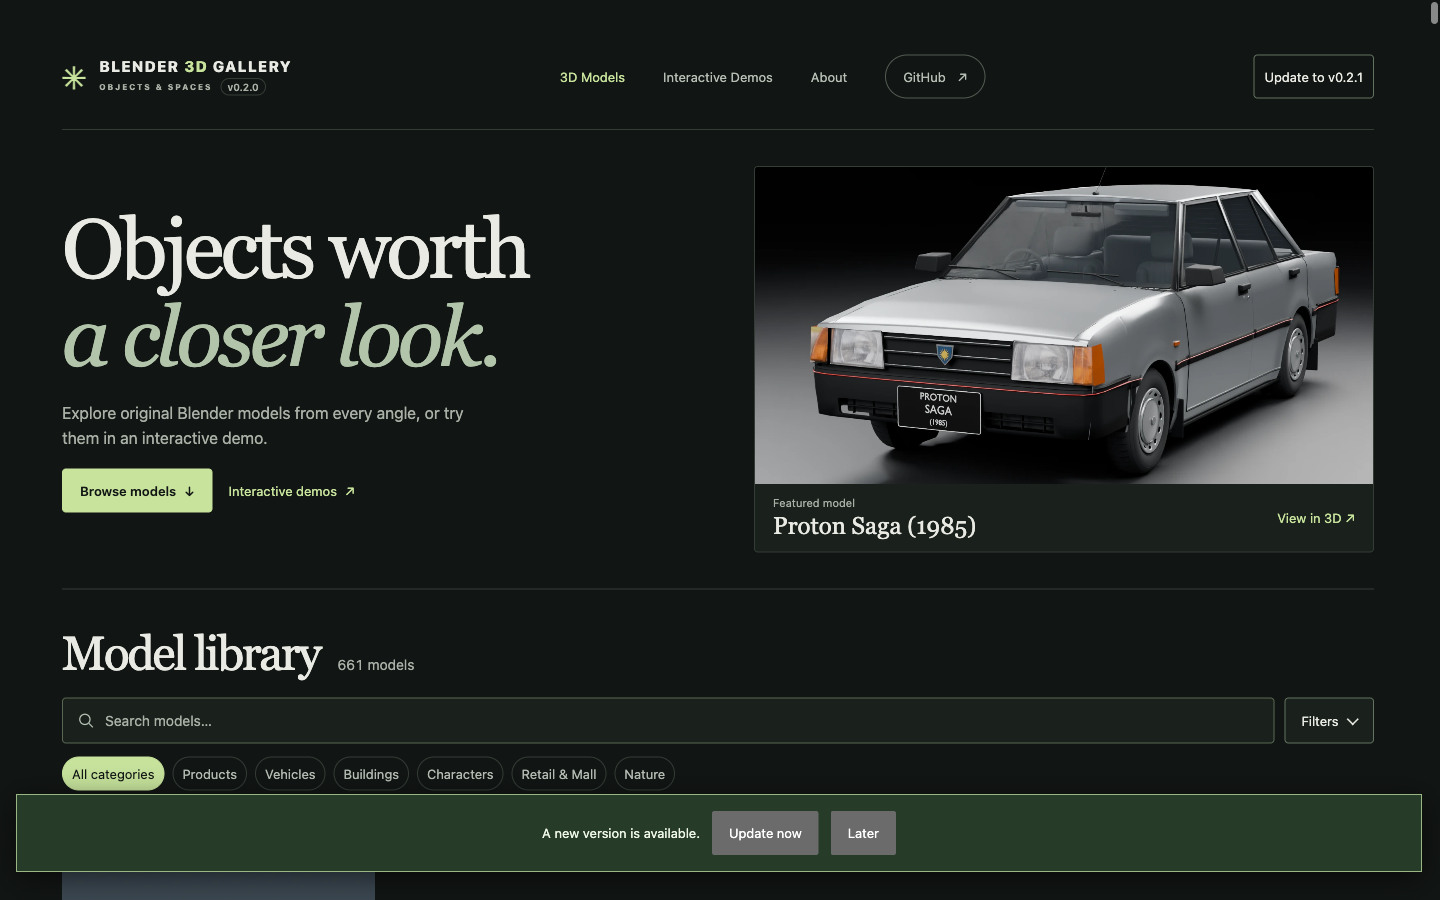 BLENDER 3D GALLERY
OBJECTS & SPACES v0.2.0
3D Models
Interactive Demos
About
GitHub ↗
Update to v0.2.1
Objects worth
a closer look.
Explore original Blender models from every angle, or try
them in an interactive demo.
Browse models ↓
Interactive demos ↗
PROTON
SAGA
(1985)
Featured model
Proton Saga (1985)
View in 3D ↗
Model library 661 models
Search models...
Filters
All categories
Products
Vehicles
Buildings
Characters
Retail & Mall
Nature
A new version is available.
Update now
Later